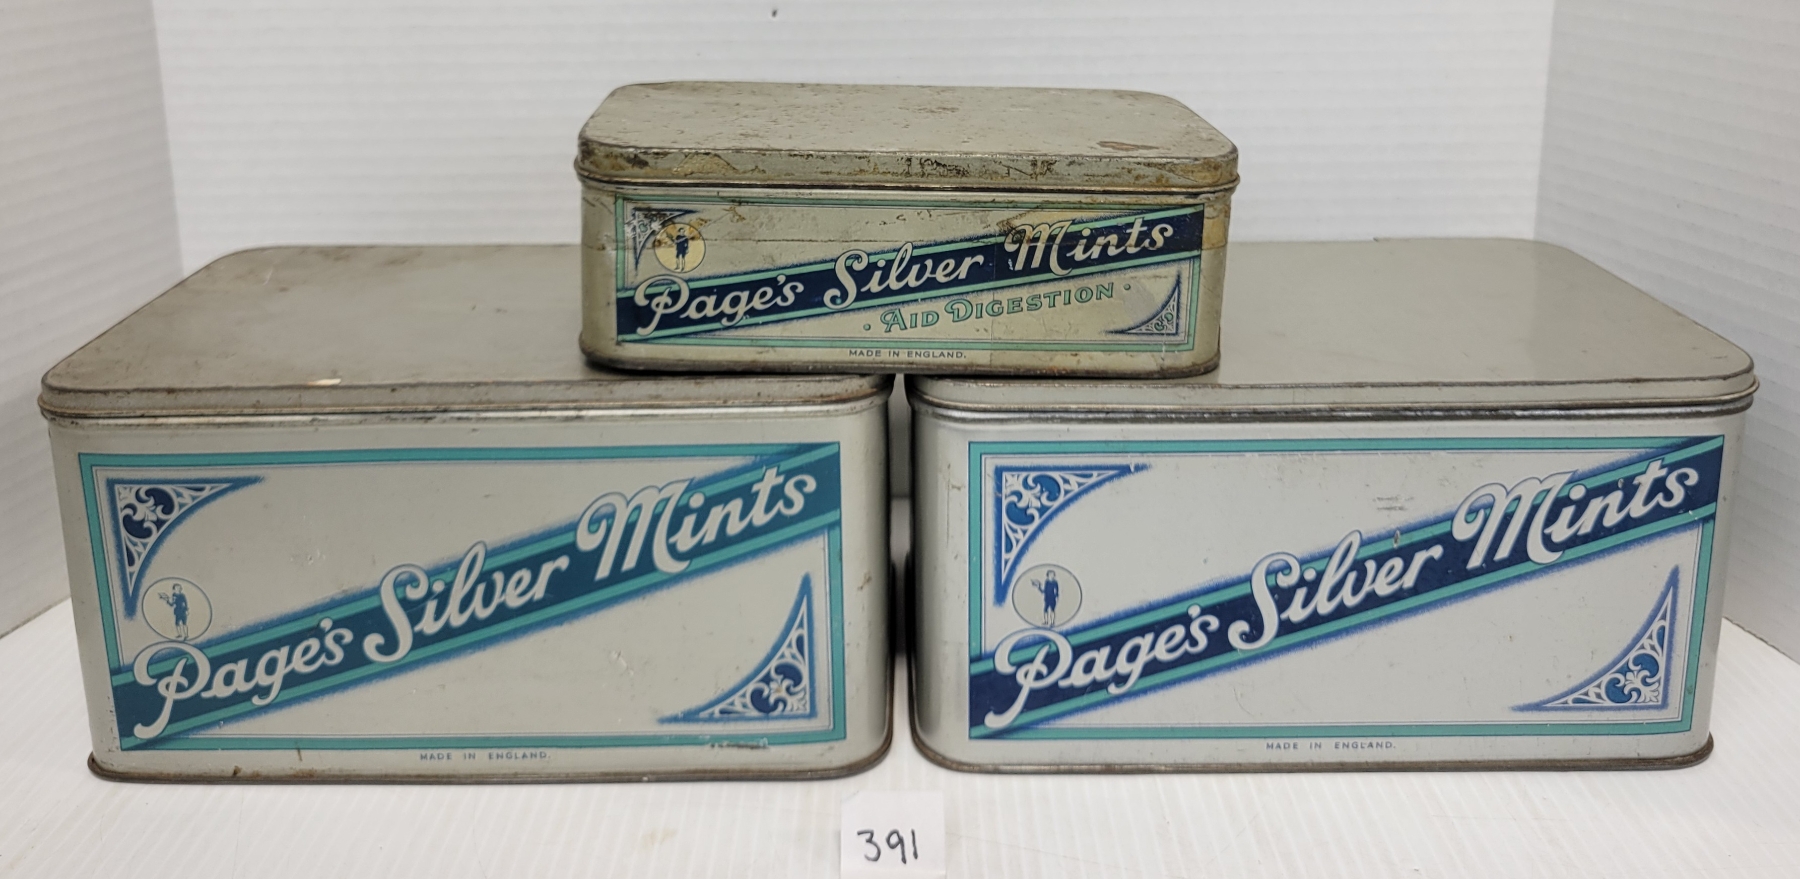 Page's Silver Mints
· AID DIGESTION ·
MADE IN ENGLAND.
Page's Silver Mints
MADE IN ENGLAND.
Page's Silver Mints
MADE IN ENGLAND.
391